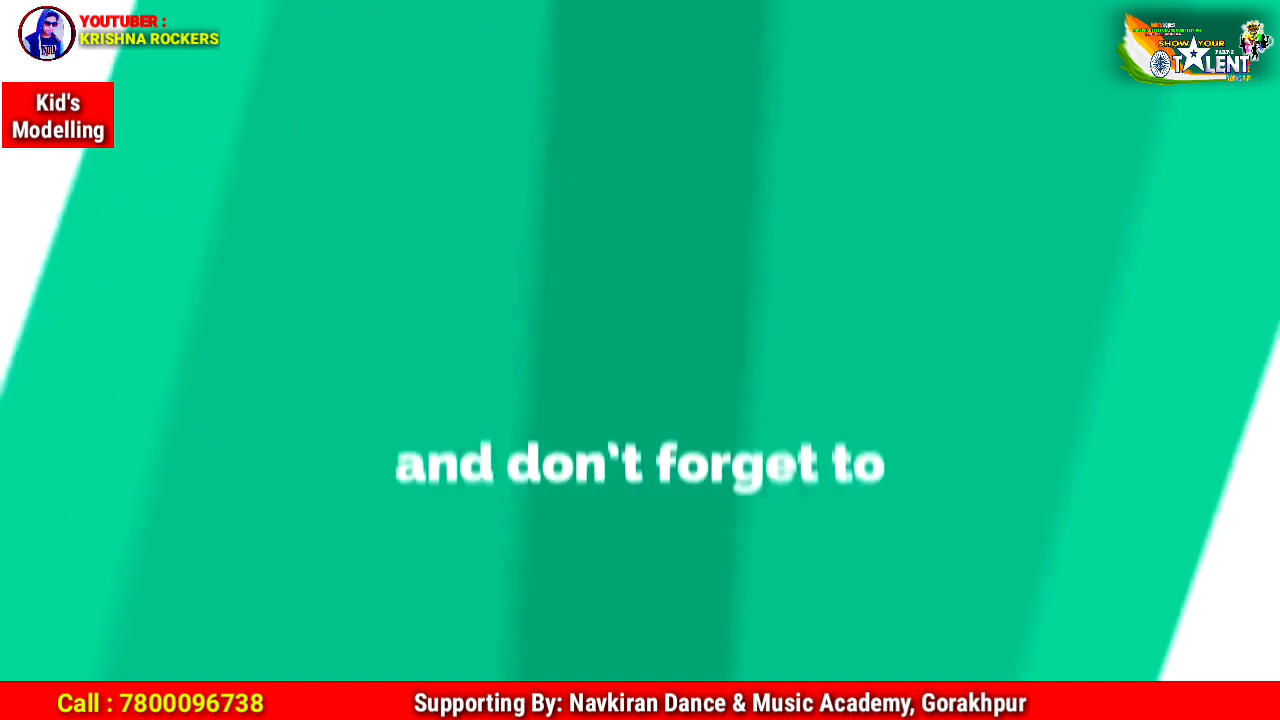 YOUTUBER :
KRISHNA ROCKERS
SHOW YOUR
TALENT
Kid's
Modelling
and don't forget to
Call : 7800096738
Supporting By: Navkiran Dance & Music Academy, Gorakhpur